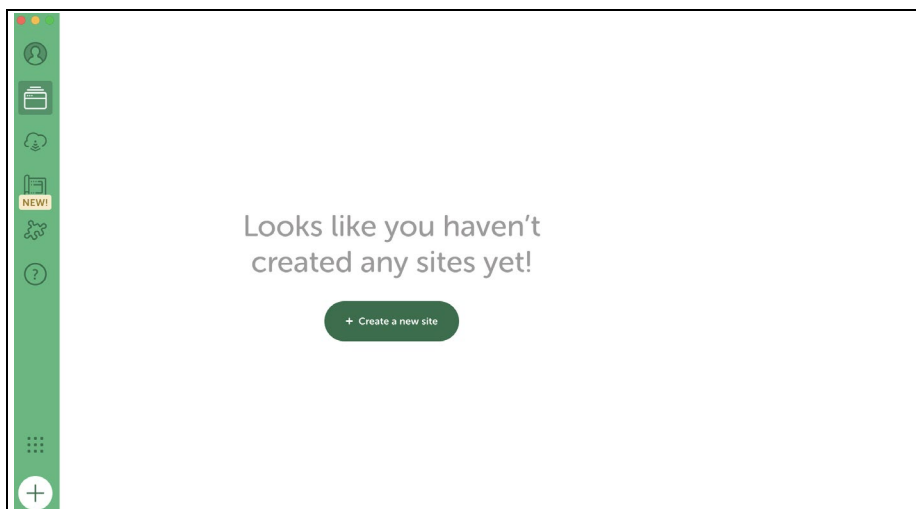 NEW!
?
Looks like you haven’t
created any sites yet!
+ Create a new site